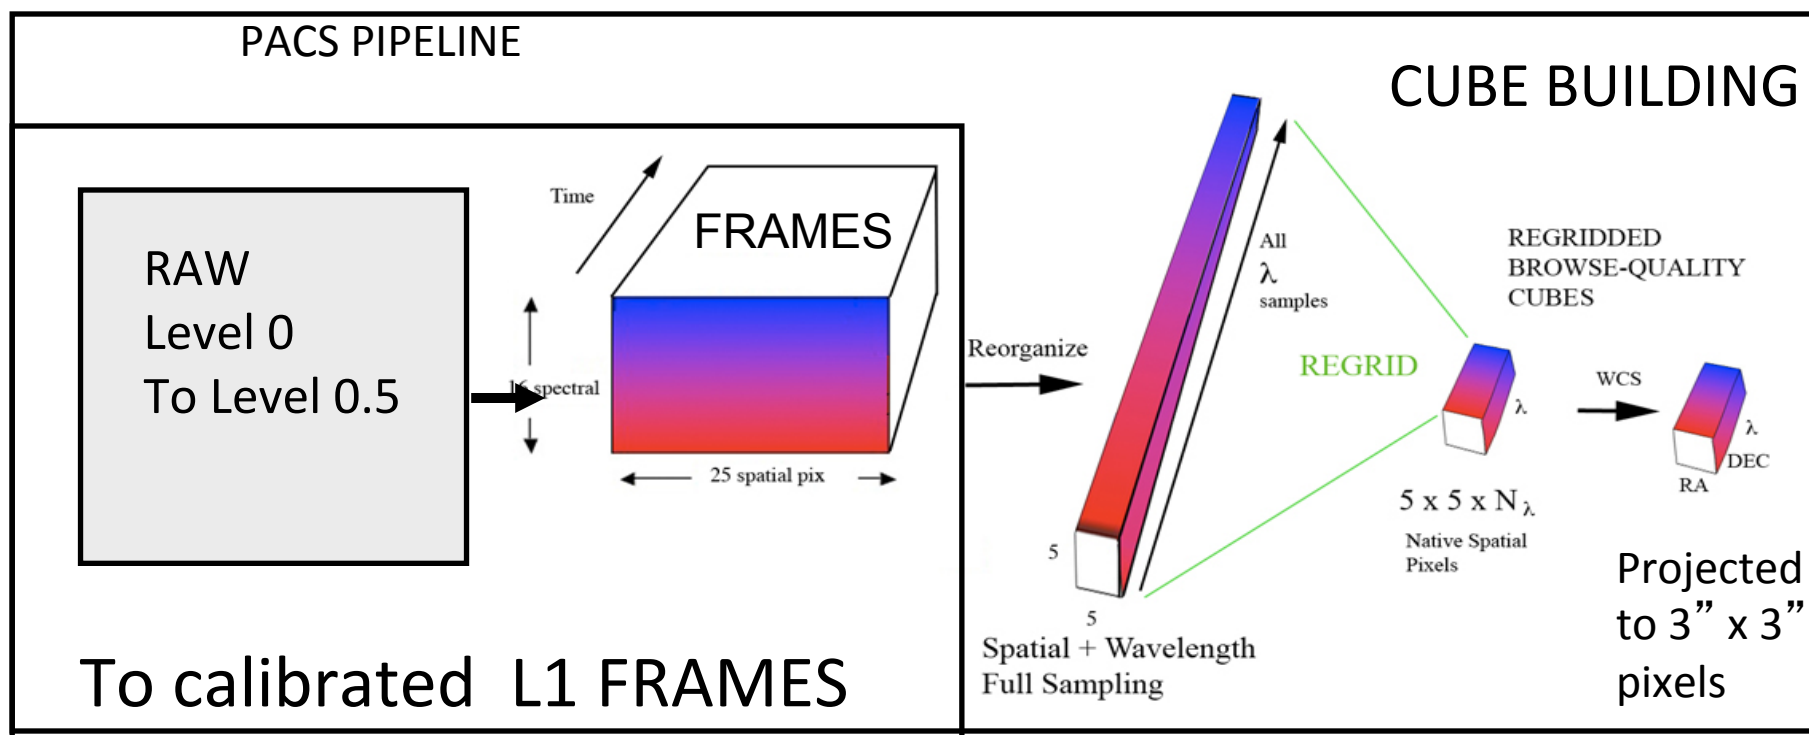 PACS PIPELINE
CUBE BUILDING
RAW
Level 0
To Level 0.5
Time
FRAMES
16 spectral
25 spatial pix
To calibrated L1 FRAMES
Reorganize
All
λ
samples
5
5
Spatial + Wavelength
Full Sampling
REGRID
REGRIDDED
BROWSE-QUALITY
CUBES
λ
5 x 5 x Nλ
Native Spatial
Pixels
WCS
λ
DEC
RA
Projected
to 3” x 3”
pixels